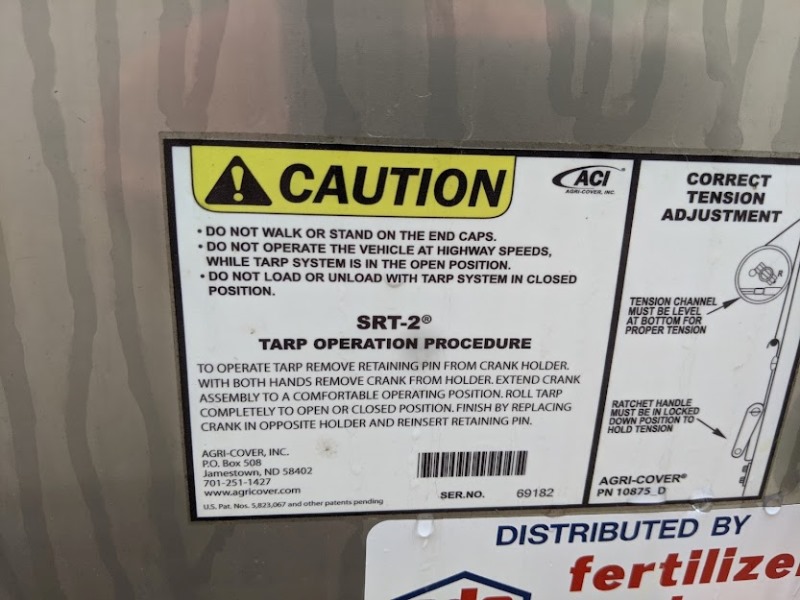 CAUTION
ACI
AGRI-COVER, INC.
• DO NOT WALK OR STAND ON THE END CAPS.
• DO NOT OPERATE THE VEHICLE AT HIGHWAY SPEEDS,
WHILE TARP SYSTEM IS IN THE OPEN POSITION.
• DO NOT LOAD OR UNLOAD WITH TARP SYSTEM IN CLOSED
POSITION.
SRT-2®
TARP OPERATION PROCEDURE
TO OPERATE TARP REMOVE RETAINING PIN FROM CRANK HOLDER.
WITH BOTH HANDS REMOVE CRANK FROM HOLDER. EXTEND CRANK
ASSEMBLY TO A COMFORTABLE OPERATING POSITION. ROLL TARP
COMPLETELY TO OPEN OR CLOSED POSITION. FINISH BY REPLACING
CRANK IN OPPOSITE HOLDER AND REINSERT RETAINING PIN.
AGRI-COVER, INC.
P.O. Box 508
Jamestown, ND 58402
701-251-1427
www.agricover.com
U.S. Pat. Nos. 5,823,067 and other patents pending
SER.NO. 69182
CORRECT
TENSION
ADJUSTMENT
TENSION CHANNEL
MUST BE LEVEL
AT BOTTOM FOR
PROPER TENSION
RATCHET HANDLE
MUST BE IN LOCKED
DOWN POSITION TO
HOLD TENSION
AGRI-COVER®
PN 10875_D
DISTRIBUTED BY
fertilize